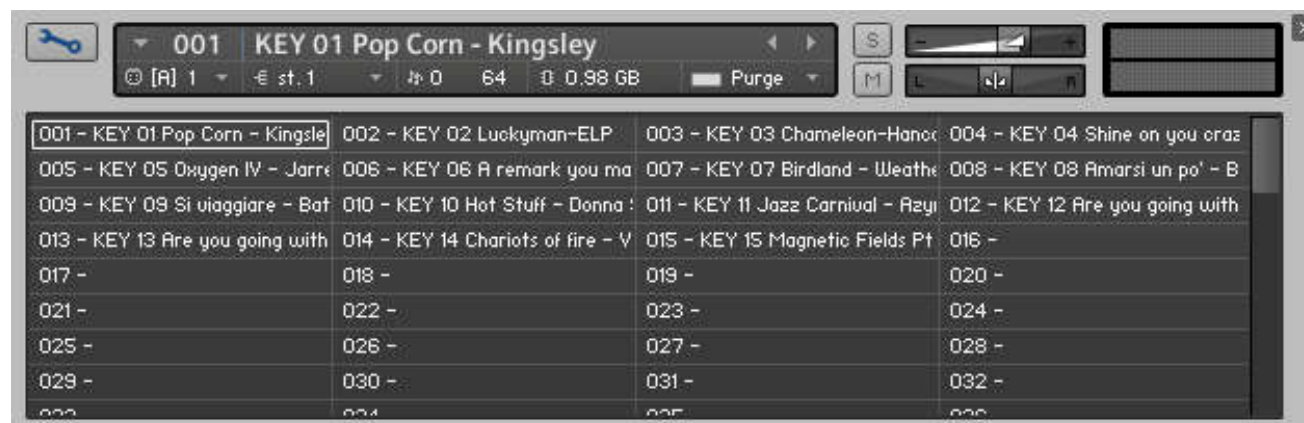 001 KEY 01 Pop Corn - Kingsley S - +
[A] 1 st. 1 0 64 0.98 GB Purge M L R
001 - KEY 01 Pop Corn - Kingsle 002 - KEY 02 Luckyman-ELP 003 - KEY 03 Chameleon-Hanco 004 - KEY 04 Shine on you craz
005 - KEY 05 Oxygen IV - Jarre 006 - KEY 06 A remark you ma 007 - KEY 07 Birdland - Weathe 008 - KEY 08 Amarsi un po' - B
009 - KEY 09 Si viaggiare - Bat 010 - KEY 10 Hot Stuff - Donna 011 - KEY 11 Jazz Carnival - Azy 012 - KEY 12 Are you going with
013 - KEY 13 Are you going with 014 - KEY 14 Chariots of fire - V 015 - KEY 15 Magnetic Fields Pt 016 -
017 - 018 - 019 - 020 -
021 - 022 - 023 - 024 -
025 - 026 - 027 - 028 -
029 - 030 - 031 - 032 -